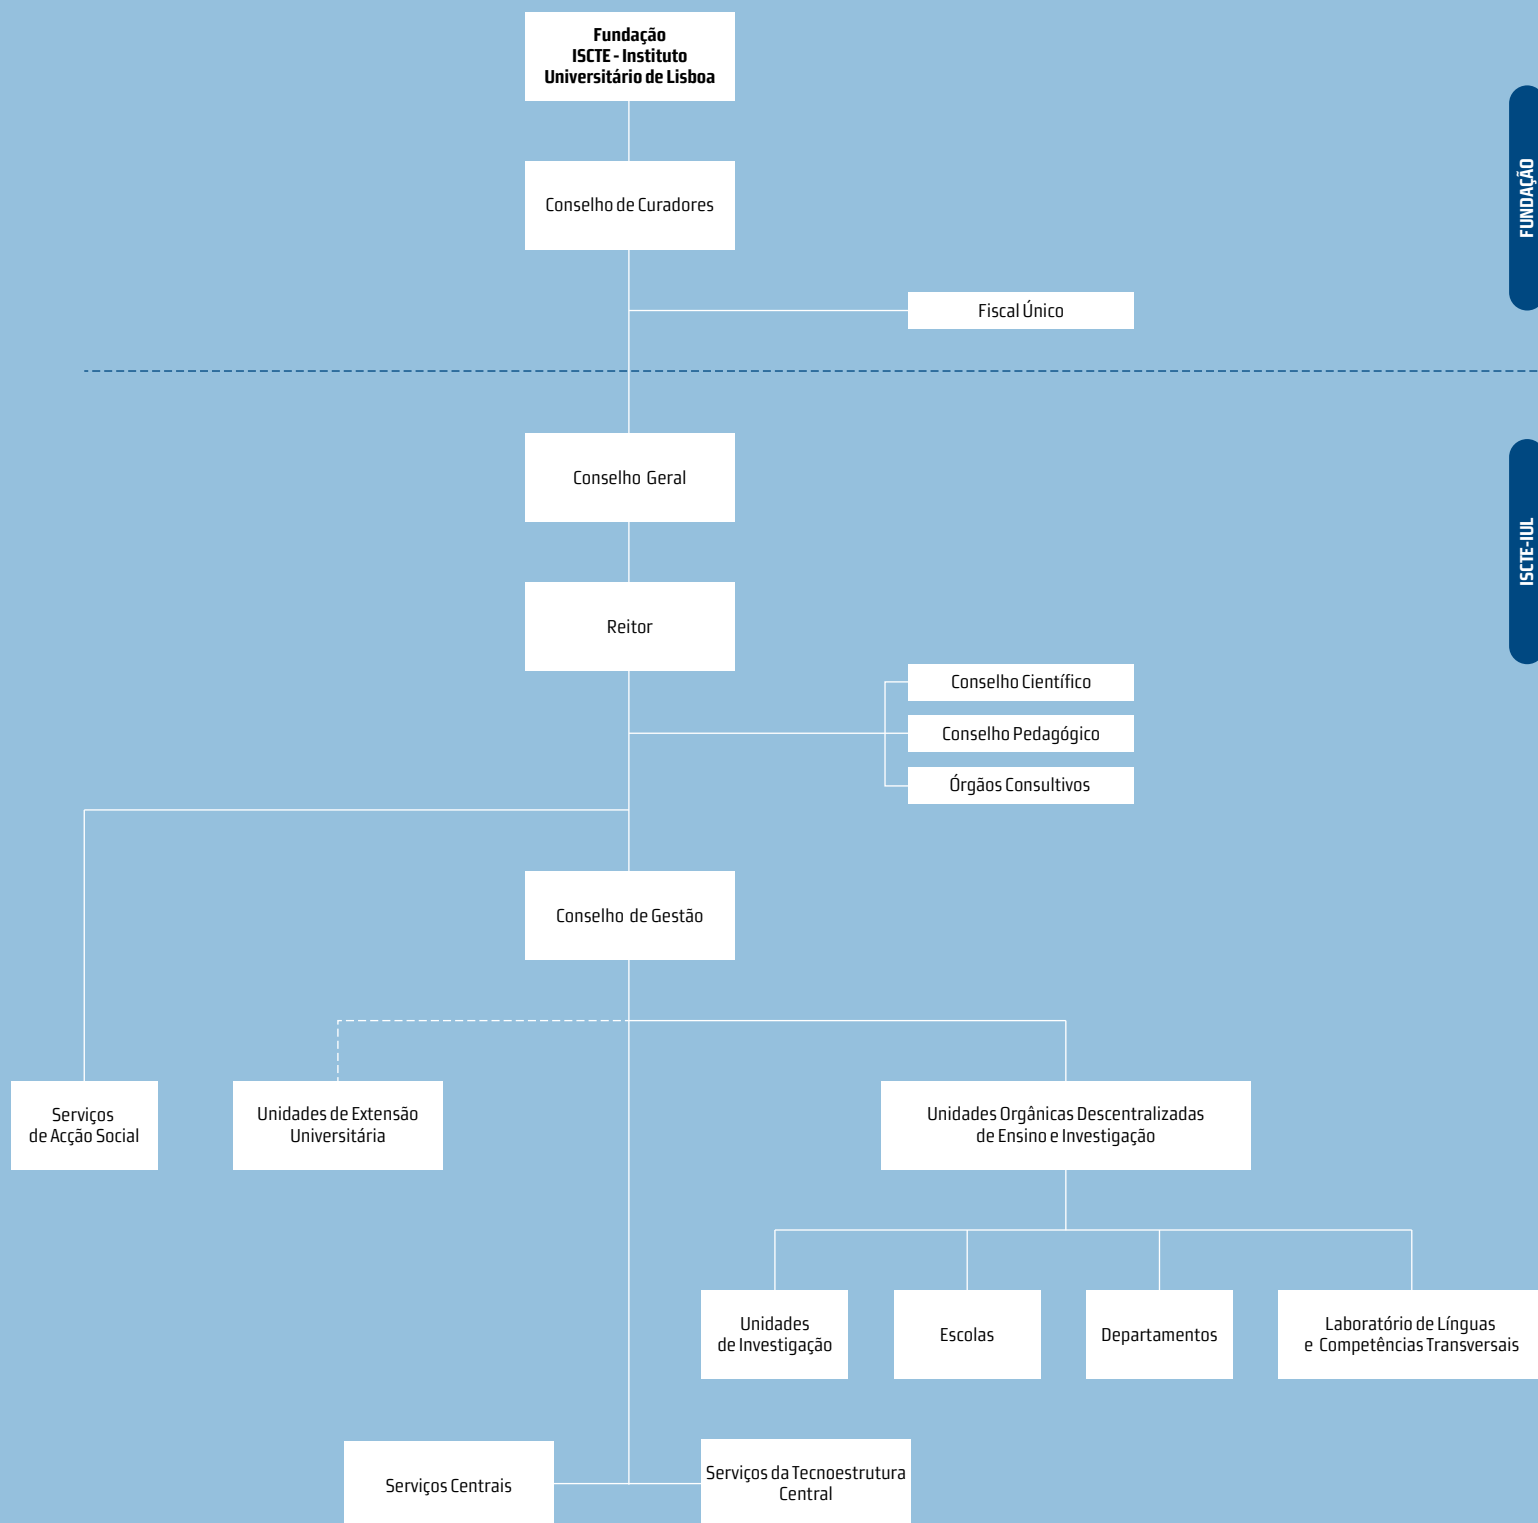 Fundação
ISCTE - Instituto
Universitário de Lisboa
FUNDAÇÃO
Conselho de Curadores
Fiscal Único
Conselho Geral
ISCTE-IUL
Reitor
Conselho Científico
Conselho Pedagógico
Órgãos Consultivos
Conselho de Gestão
Serviços
de Acção Social
Unidades de Extensão
Universitária
Unidades Orgânicas Descentralizadas
de Ensino e Investigação
Unidades
de Investigação
Escolas
Departamentos
Laboratório de Línguas
e Competências Transversais
Serviços Centrais
Serviços da Tecnoestrutura
Central